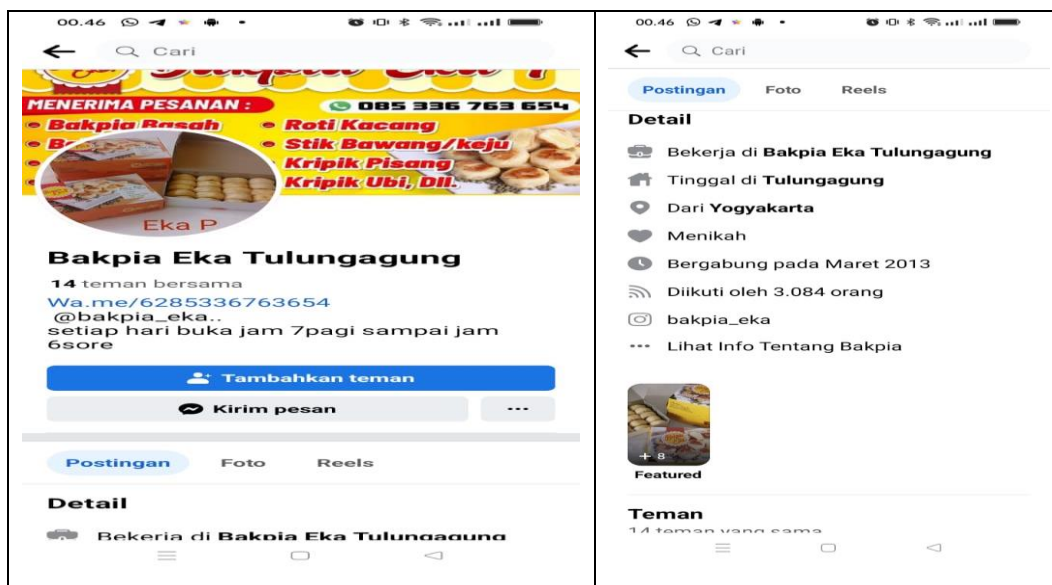 00.46
Cari
Bakpia Eka
MENERIMA PESANAN :
085 336 763 654
Bakpia Basah
Roti Kacang
Stik Bawang/keju
Kripik Pisang
Kripik Ubi, Dll.
Eka P
Bakpia Eka Tulungagung
14 teman bersama
Wa.me/6285336763654
@bakpia_eka..
setiap hari buka jam 7pagi sampai jam
6sore
Tambahkan teman
Kirim pesan
Postingan Foto Reels
Detail
Bekerja di Bakpia Eka Tulungagung
00.46
Cari
Postingan Foto Reels
Detail
Bekerja di Bakpia Eka Tulungagung
Tinggal di Tulungagung
Dari Yogyakarta
Menikah
Bergabung pada Maret 2013
Diikuti oleh 3.084 orang
bakpia_eka
Lihat Info Tentang Bakpia
+ 8
Featured
Teman
14 teman yang sama